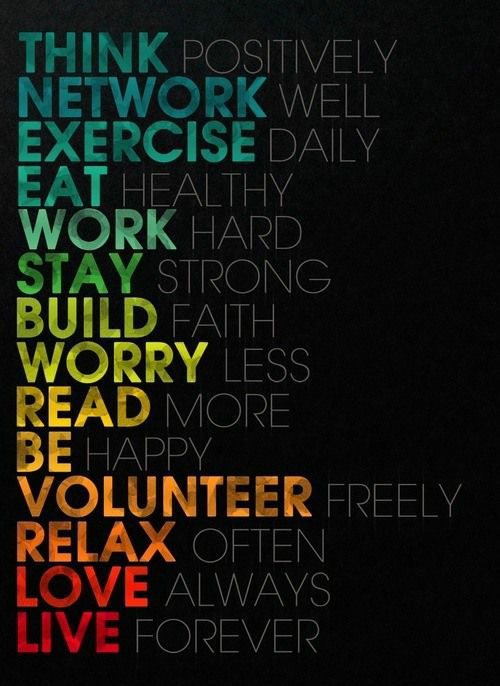 THINK POSITIVELY
NETWORK WELL
EXERCISE DAILY
EAT HEALTHY
WORK HARD
STAY STRONG
BUILD FAITH
WORRY LESS
READ MORE
BE HAPPY
VOLUNTEER FREELY
RELAX OFTEN
LOVE ALWAYS
LIVE FOREVER